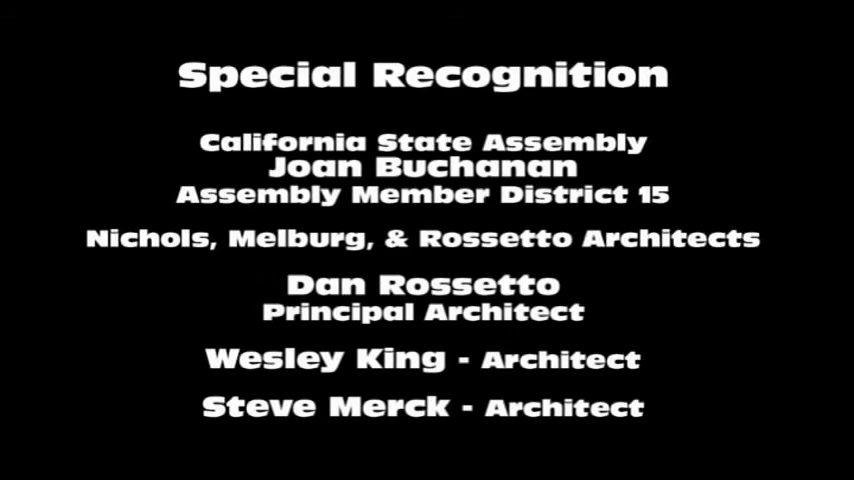 Special Recognition
California State Assembly
Joan Buchanan
Assembly Member District 15
Nichols, Melburg, & Rossetto Architects
Dan Rossetto
Principal Architect
Wesley King - Architect
Steve Merck - Architect